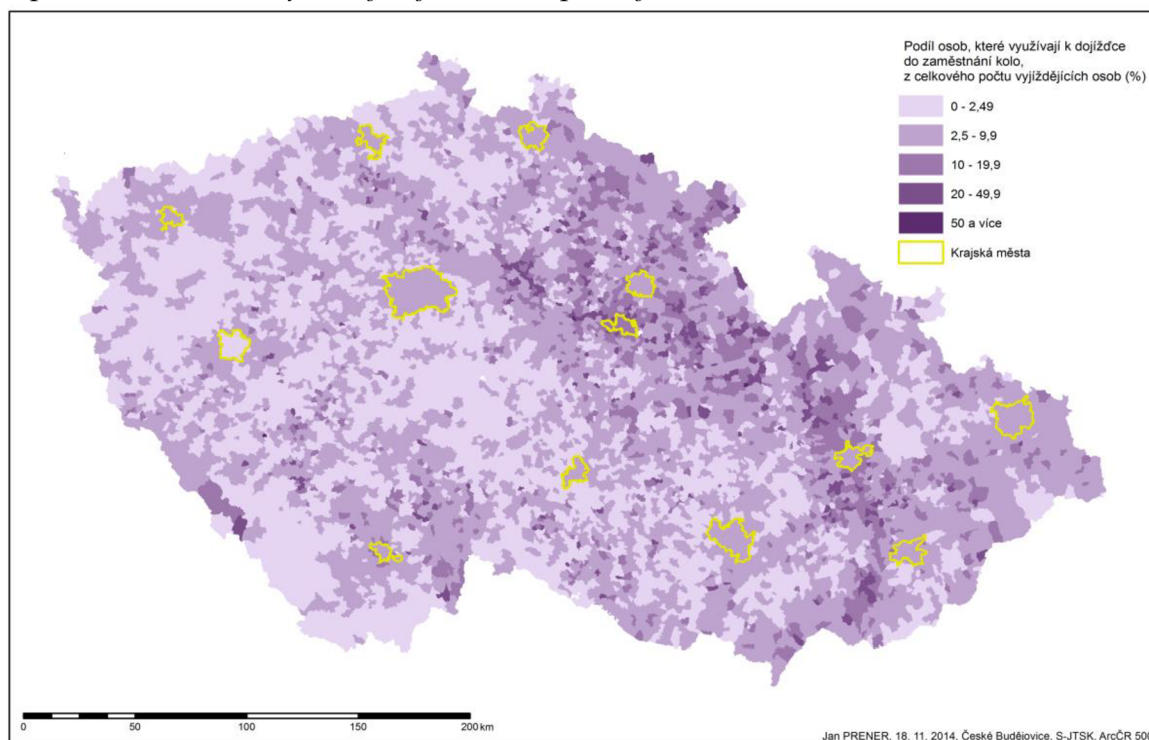 Podíl osob, které využívají k dojížďce
do zaměstnání kolo,
z celkového počtu vyjíždějících osob (%)
0 - 2,49
2,5 - 9,9
10 - 19,9
20 - 49,9
50 a více
Krajská města
0 50 100 150 200 km
Jan PRENER, 18. 11. 2014, České Budějovice, S-JTSK, ArcČR 500